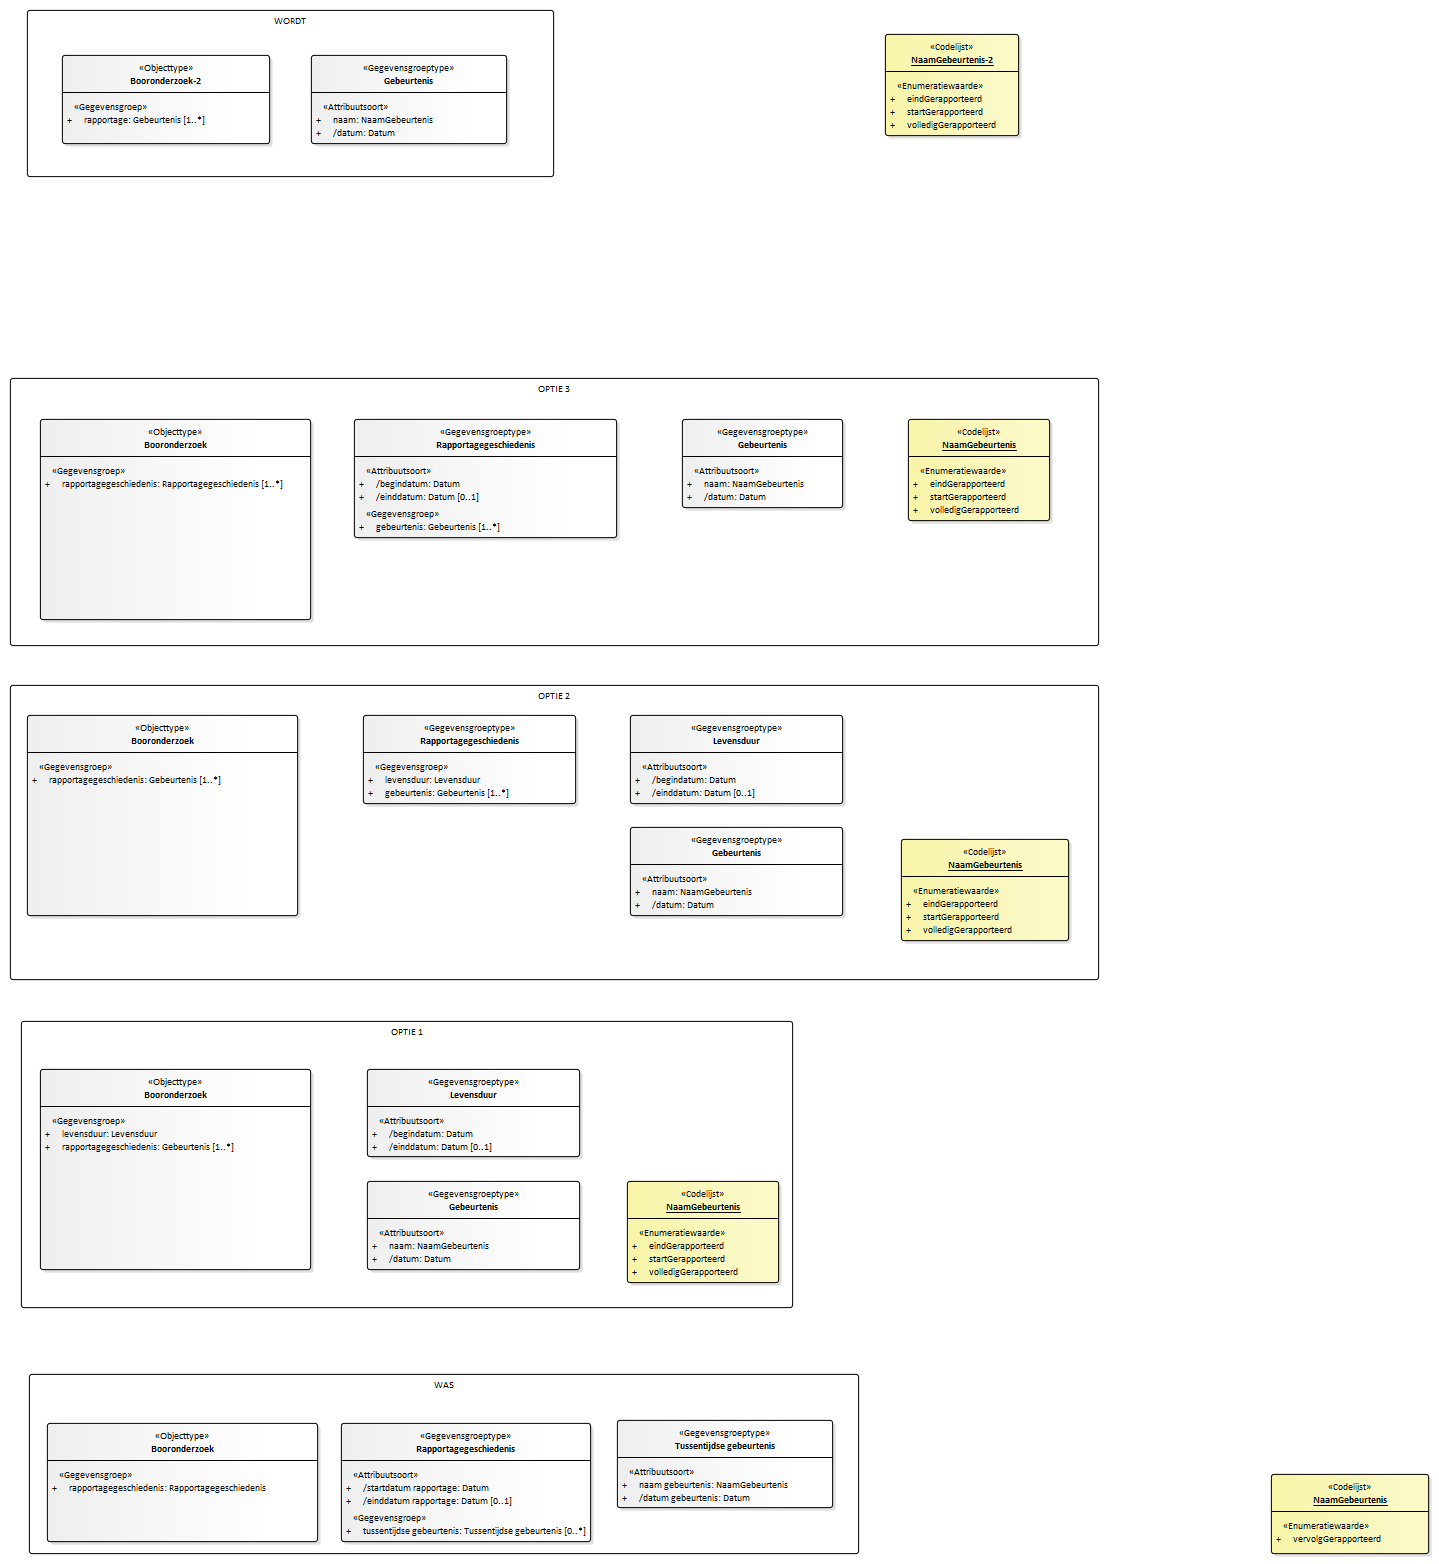 WORDT
«Objecttype»
Booronderzoek-2
«Gegevensgroep»
+ rapportage: Gebeurtenis [1..*]
«Gegevensgroeptype»
Gebeurtenis
«Attribuutsoort»
+ naam: NaamGebeurtenis
+ /datum: Datum
«Codelijst»
NaamGebeurtenis-2
«Enumeratiewaarde»
+ eindGerapporteerd
+ startGerapporteerd
+ volledigGerapporteerd
OPTIE 3
«Objecttype»
Booronderzoek
«Gegevensgroep»
+ rapportagegeschiedenis: Rapportagegeschiedenis [1..*]
«Gegevensgroeptype»
Rapportagegeschiedenis
«Attribuutsoort»
+ /begindatum: Datum
+ /einddatum: Datum [0..1]
«Gegevensgroep»
+ gebeurtenis: Gebeurtenis [1..*]
«Gegevensgroeptype»
Gebeurtenis
«Attribuutsoort»
+ naam: NaamGebeurtenis
+ /datum: Datum
«Codelijst»
NaamGebeurtenis
«Enumeratiewaarde»
+ eindGerapporteerd
+ startGerapporteerd
+ volledigGerapporteerd
OPTIE 2
«Objecttype»
Booronderzoek
«Gegevensgroep»
+ rapportagegeschiedenis: Gebeurtenis [1..*]
«Gegevensgroeptype»
Rapportagegeschiedenis
«Gegevensgroep»
+ levensduur: Levensduur
+ gebeurtenis: Gebeurtenis [1..*]
«Gegevensgroeptype»
Levensduur
«Attribuutsoort»
+ /begindatum: Datum
+ /einddatum: Datum [0..1]
«Gegevensgroeptype»
Gebeurtenis
«Attribuutsoort»
+ naam: NaamGebeurtenis
+ /datum: Datum
«Codelijst»
NaamGebeurtenis
«Enumeratiewaarde»
+ eindGerapporteerd
+ startGerapporteerd
+ volledigGerapporteerd
OPTIE 1
«Objecttype»
Booronderzoek
«Gegevensgroep»
+ levensduur: Levensduur
+ rapportagegeschiedenis: Gebeurtenis [1..*]
«Gegevensgroeptype»
Levensduur
«Attribuutsoort»
+ /begindatum: Datum
+ /einddatum: Datum [0..1]
«Gegevensgroeptype»
Gebeurtenis
«Attribuutsoort»
+ naam: NaamGebeurtenis
+ /datum: Datum
«Codelijst»
NaamGebeurtenis
«Enumeratiewaarde»
+ eindGerapporteerd
+ startGerapporteerd
+ volledigGerapporteerd
WAS
«Objecttype»
Booronderzoek
«Gegevensgroep»
+ rapportagegeschiedenis: Rapportagegeschiedenis
«Gegevensgroeptype»
Rapportagegeschiedenis
«Attribuutsoort»
+ /startdatum rapportage: Datum
+ /einddatum rapportage: Datum [0..1]
«Gegevensgroep»
+ tussentijdse gebeurtenis: Tussentijdse gebeurtenis [0..*]
«Gegevensgroeptype»
Tussentijdse gebeurtenis
«Attribuutsoort»
+ naam gebeurtenis: NaamGebeurtenis
+ /datum gebeurtenis: Datum
«Codelijst»
NaamGebeurtenis
«Enumeratiewaarde»
+ vervolgGerapporteerd